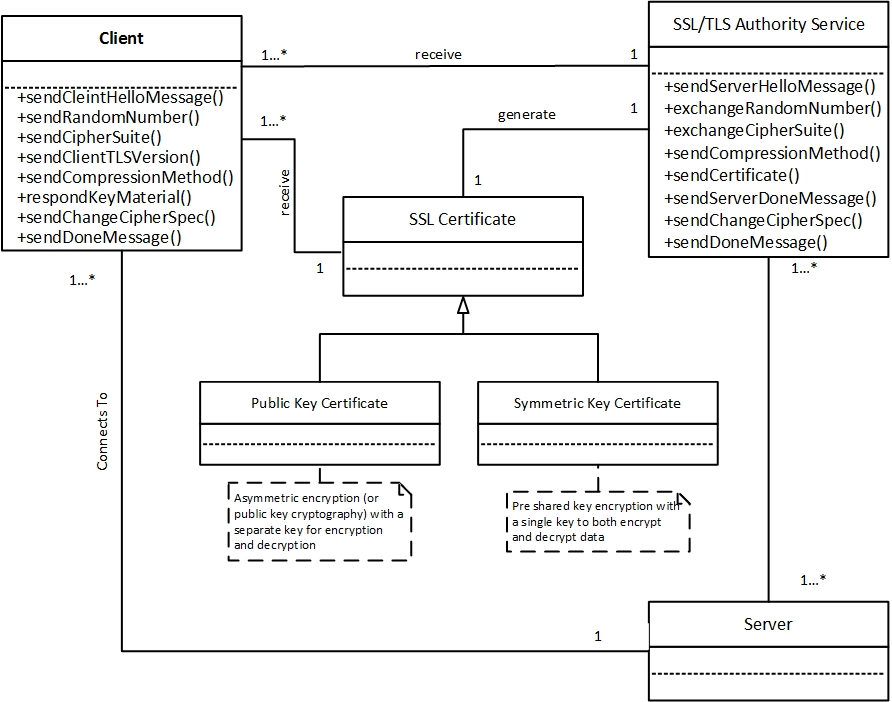 Client
+sendCleintHelloMessage()
+sendRandomNumber()
+sendCipherSuite()
+sendClientTLSVersion()
+sendCompressionMethod()
+respondKeyMaterial()
+sendChangeCipherSpec()
+sendDoneMessage()
1...*
receive
1
SSL/TLS Authority Service
+sendServerHelloMessage()
+exchangeRandomNumber()
+exchangeCipherSuite()
+sendCompressionMethod()
+sendCertificate()
+sendServerDoneMessage()
+sendChangeCipherSpec()
+sendDoneMessage()
1...*
receive
1
generate
1
1
SSL Certificate
Public Key Certificate
Symmetric Key Certificate
Asymmetric encryption (or
public key cryptography) with a
separate key for encryption
and decryption
Pre shared key encryption with
a single key to both encrypt
and decrypt data
1...*
Connects To
1
1...*
1...*
Server